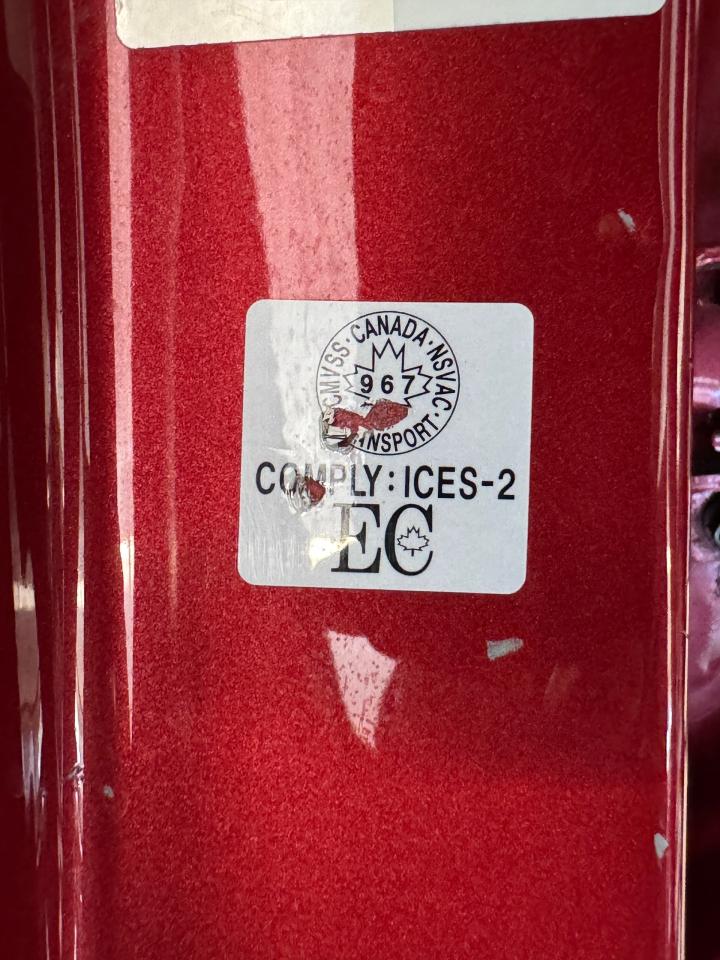 CMVSS · CANADA · NSVAC ·
967
COMPLY: ICES-2
EC